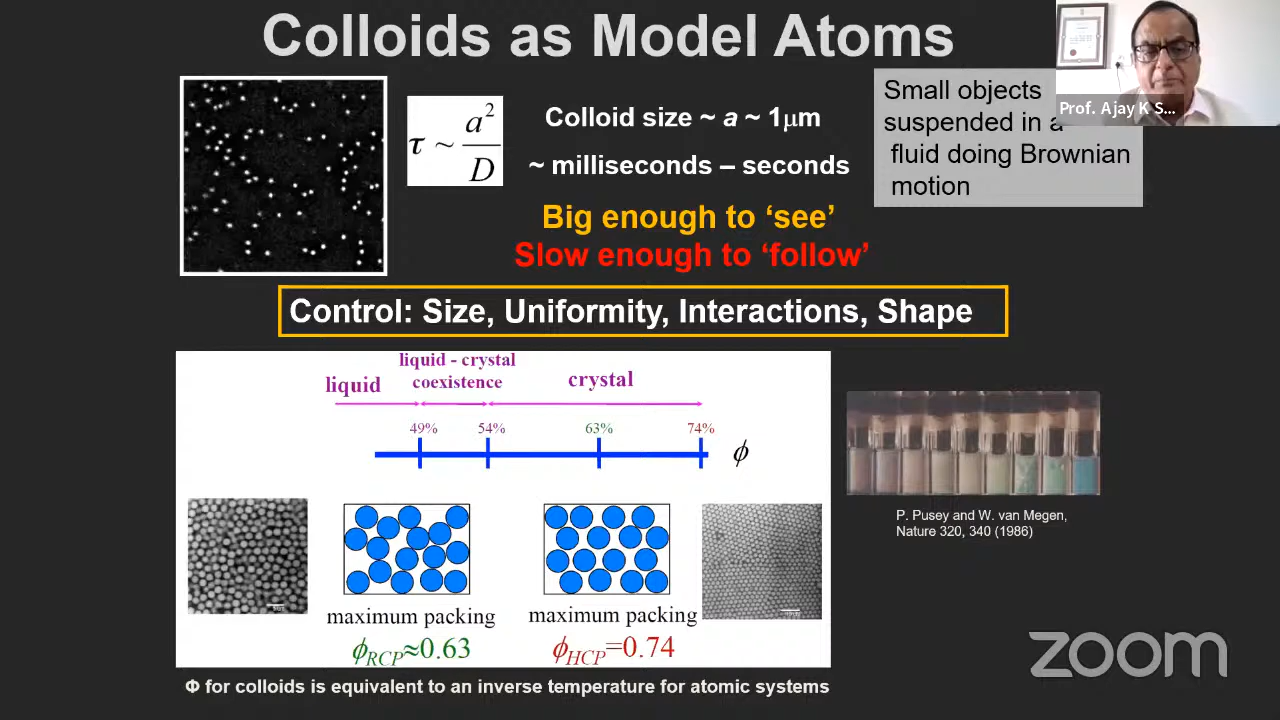 Colloids as Model Atoms
τ ~ a² / D
Colloid size ~ a ~ 1μm
~ milliseconds – seconds
Big enough to ‘see’
Slow enough to ‘follow’
Small objects
suspended in a
fluid doing Brownian
motion
Prof. Ajay K S...
Control: Size, Uniformity, Interactions, Shape
liquid
liquid - crystal
coexistence
crystal
49% 54% 63% 74%
ϕ
maximum packing
ϕRCP≈0.63
maximum packing
ϕHCP=0.74
P. Pusey and W. van Megen,
Nature 320, 340 (1986)
Φ for colloids is equivalent to an inverse temperature for atomic systems
zoom